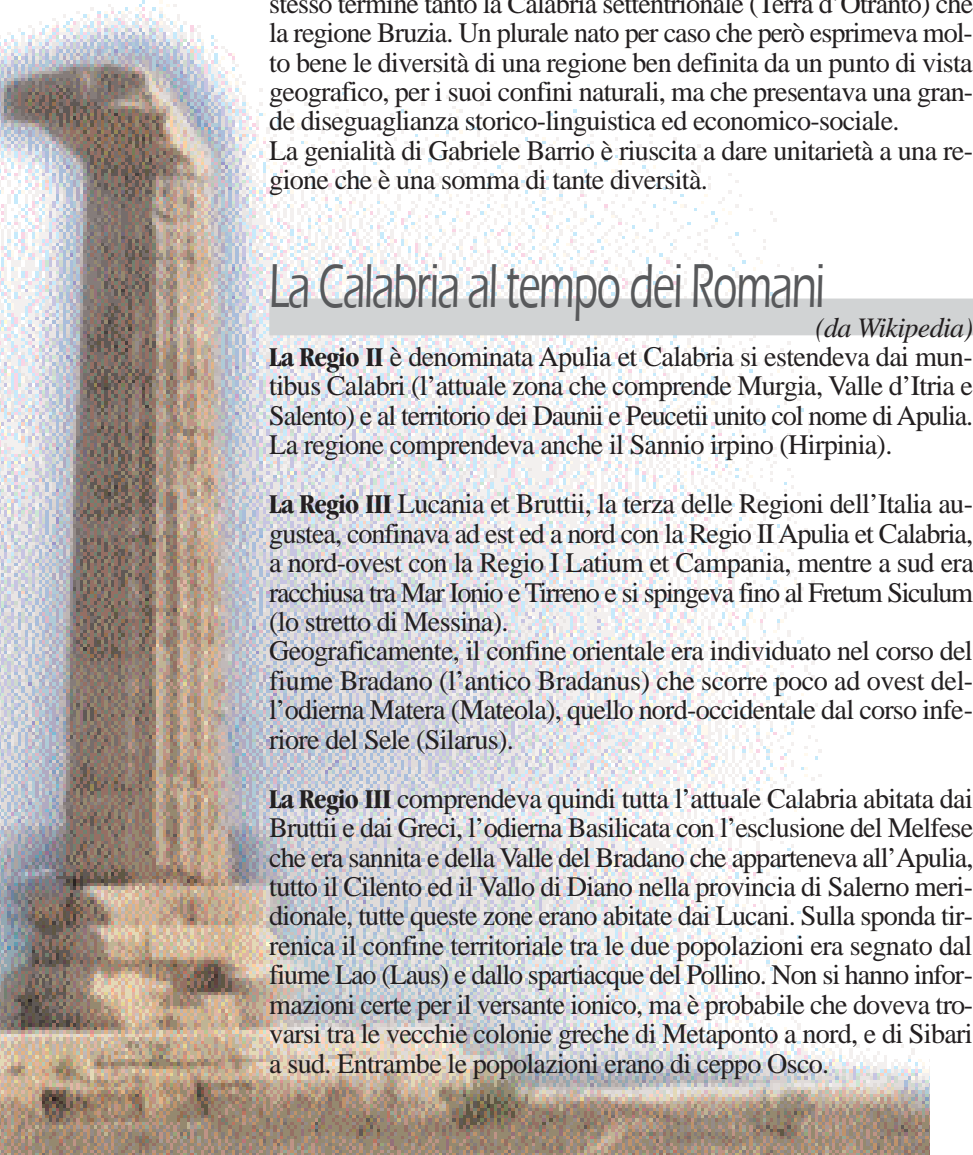 stesso termine tanto la Calabria settentrionale (Terra d'Otranto) che
la regione Bruzia. Un plurale nato per caso che però esprimeva mol-
to bene le diversità di una regione ben definita da un punto di vista
geografico, per i suoi confini naturali, ma che presentava una gran-
de diseguaglianza storico-linguistica ed economico-sociale.
La genialità di Gabriele Barrio è riuscita a dare unitarietà a una re-
gione che è una somma di tante diversità.
La Calabria al tempo dei Romani
(da Wikipedia)
La Regio II è denominata Apulia et Calabria si estendeva dai mun-
tibus Calabri (l'attuale zona che comprende Murgia, Valle d'Itria e
Salento) e al territorio dei Daunii e Peucetii unito col nome di Apulia.
La regione comprendeva anche il Sannio irpino (Hirpinia).
La Regio III Lucania et Bruttii, la terza delle Regioni dell'Italia au-
gustea, confinava ad est ed a nord con la Regio II Apulia et Calabria,
a nord-ovest con la Regio I Latium et Campania, mentre a sud era
racchiusa tra Mar Ionio e Tirreno e si spingeva fino al Fretum Siculum
(lo stretto di Messina).
Geograficamente, il confine orientale era individuato nel corso del
fiume Bradano (l'antico Bradanus) che scorre poco ad ovest del-
l'odierna Matera (Mateola), quello nord-occidentale dal corso infe-
riore del Sele (Silarus).
La Regio III comprendeva quindi tutta l'attuale Calabria abitata dai
Bruttii e dai Greci, l'odierna Basilicata con l'esclusione del Melfese
che era sannita e della Valle del Bradano che apparteneva all'Apulia,
tutto il Cilento ed il Vallo di Diano nella provincia di Salerno meri-
dionale, tutte queste zone erano abitate dai Lucani. Sulla sponda tir-
renica il confine territoriale tra le due popolazioni era segnato dal
fiume Lao (Laus) e dallo spartiacque del Pollino. Non si hanno infor-
mazioni certe per il versante ionico, ma è probabile che doveva tro-
varsi tra le vecchie colonie greche di Metaponto a nord, e di Sibari
a sud. Entrambe le popolazioni erano di ceppo Osco.